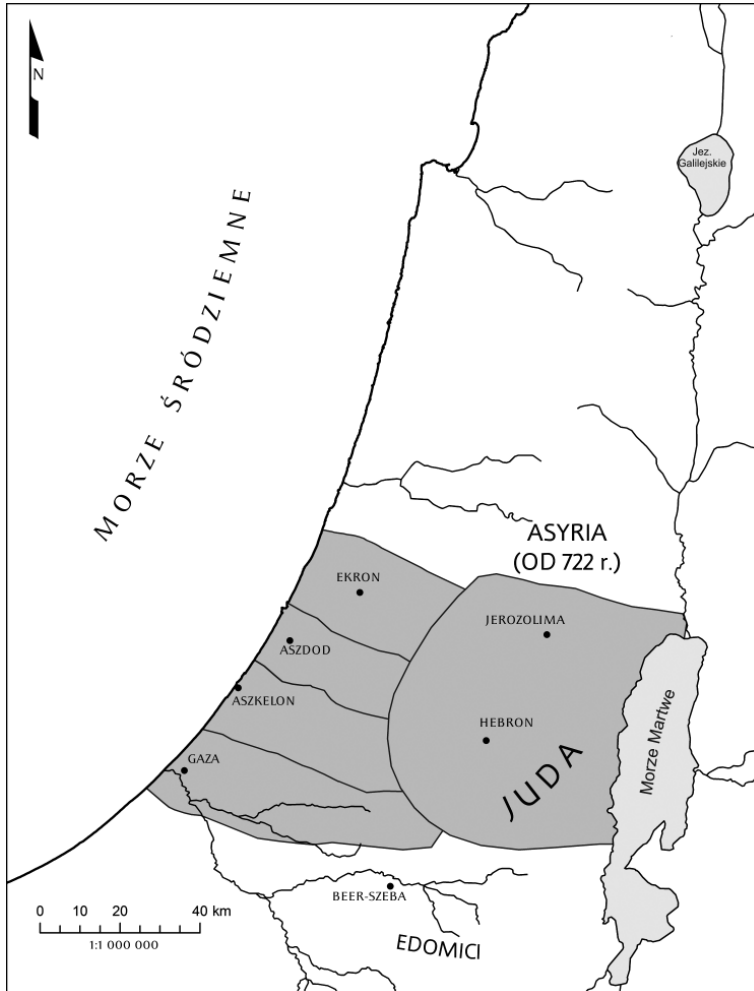 N
Jez.
Galilejskie
MORZE ŚRÓDZIEMNE
ASYRIA
(OD 722 r.)
EKRON
JEROZOLIMA
ASZDOD
ASZKELON
HEBRON
JUDA
Morze Martwe
GAZA
BEER-SZEBA
EDOMICI
0 10 20 40 km
1:1 000 000